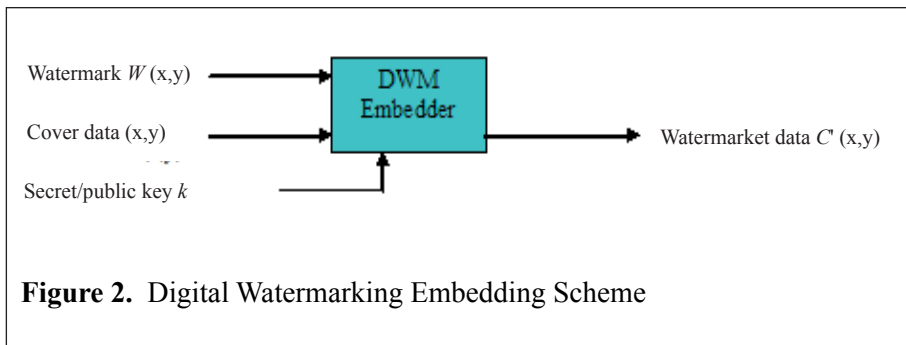 Watermark W (x,y)
DWM
Embedder
Cover data (x,y)
Watermarket data C' (x,y)
Secret/public key k
Figure 2. Digital Watermarking Embedding Scheme